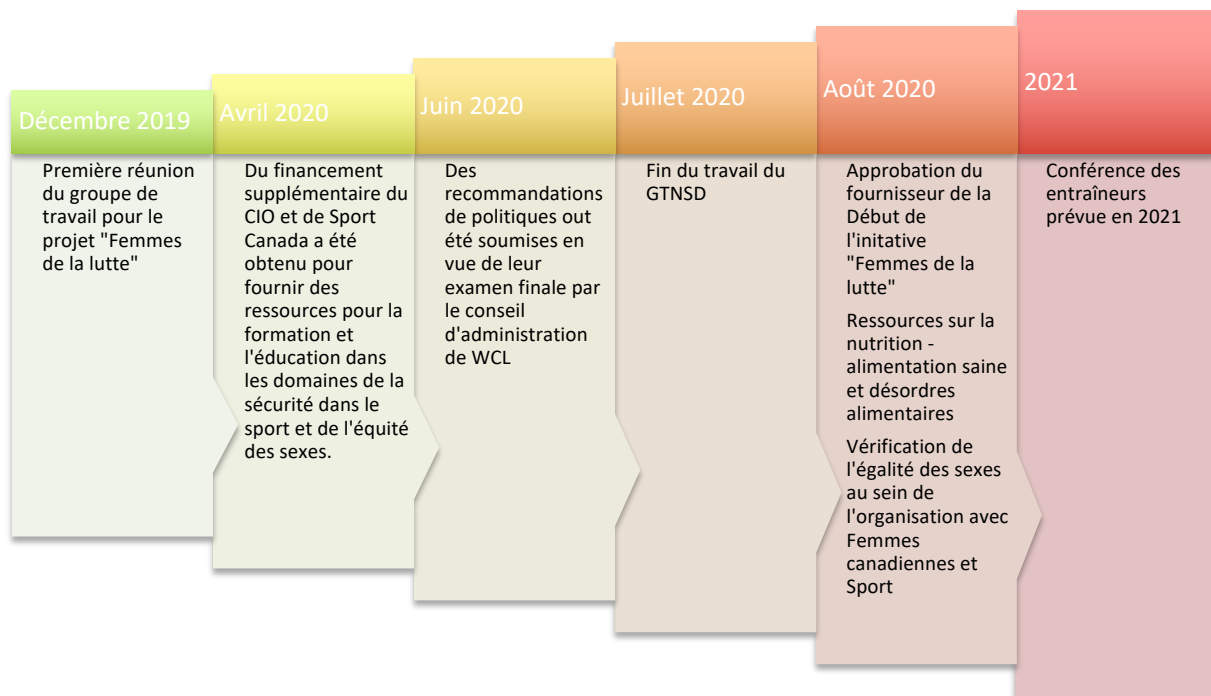 Décembre 2019
Première réunion
du groupe de
travail pour le
projet "Femmes
de la lutte"
Avril 2020
Du financement
supplémentaire du
CIO et de Sport
Canada a été
obtenu pour
fournir des
ressources pour la
formation et
l'éducation dans
les domaines de la
sécurité dans le
sport et de l'équité
des sexes.
Juin 2020
Des
recommandations
de politiques out
été soumises en
vue de leur
examen finale par
le conseil
d'administration
de WCL
Juillet 2020
Fin du travail du
GTNSD
Août 2020
Approbation du
fournisseur de la
Début de
l'initative
"Femmes de la
lutte"
Ressources sur la
nutrition -
alimentation saine
et désordres
alimentaires
Vérification de
l'égalité des sexes
au sein de
l'organisation avec
Femmes
canadiennes et
Sport
2021
Conférence des
entraîneurs
prévue en 2021